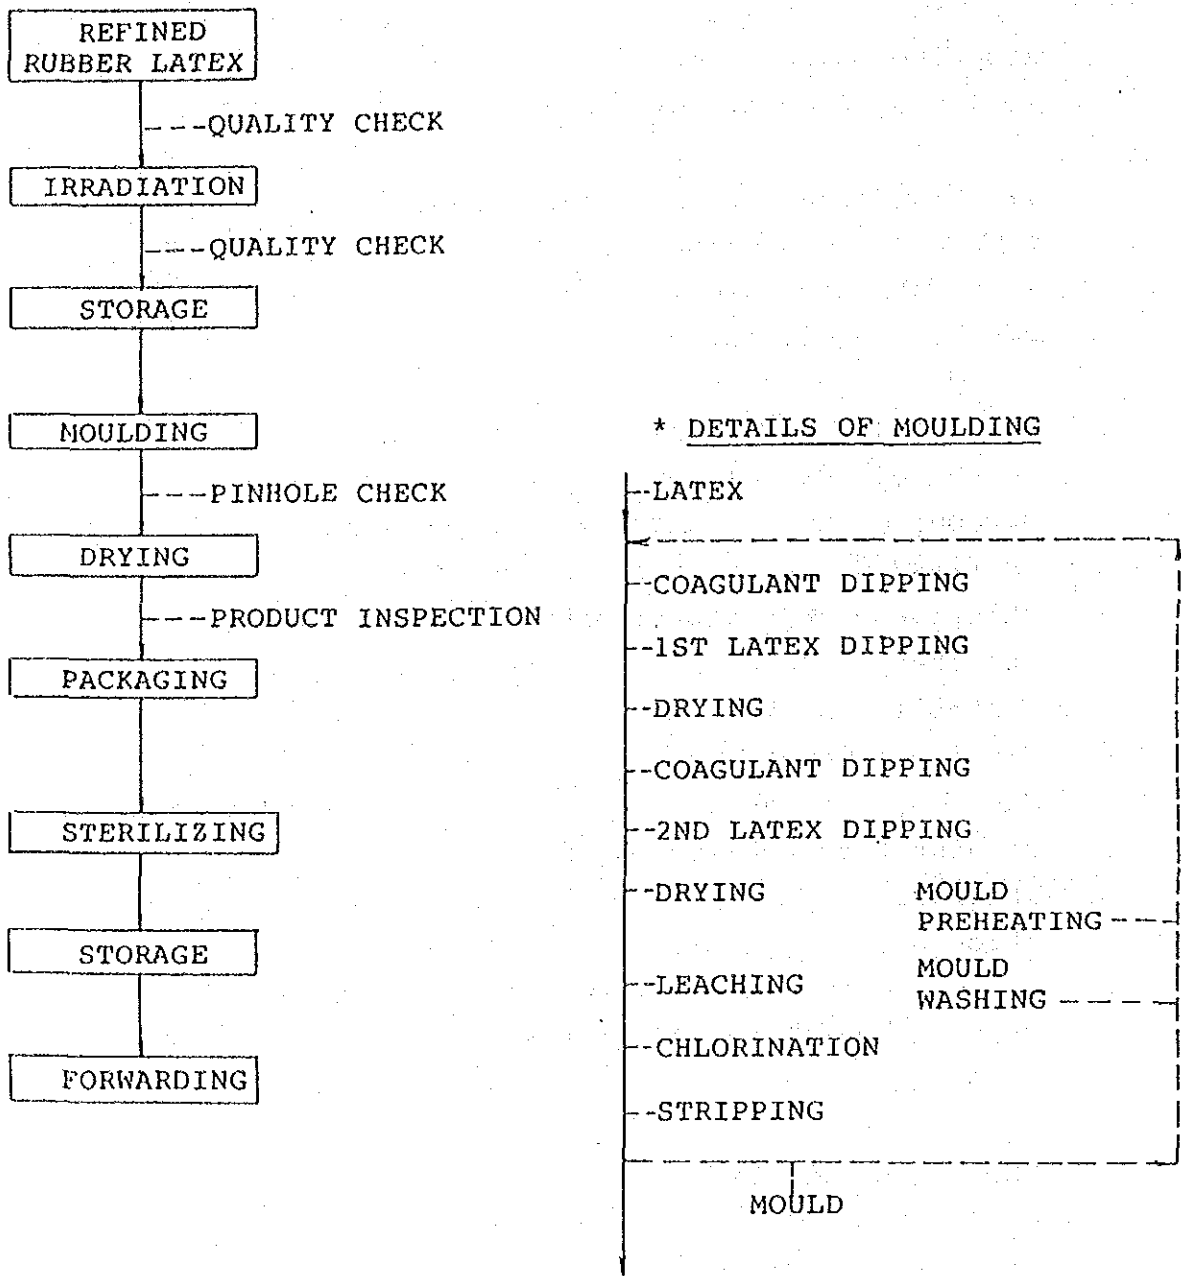 REFINED
RUBBER LATEX
---QUALITY CHECK
IRRADIATION
---QUALITY CHECK
STORAGE
MOULDING
---PINHOLE CHECK
DRYING
---PRODUCT INSPECTION
PACKAGING
STERILIZING
STORAGE
FORWARDING
* DETAILS OF MOULDING
--LATEX
--COAGULANT DIPPING
--1ST LATEX DIPPING
--DRYING
--COAGULANT DIPPING
--2ND LATEX DIPPING
--DRYING
MOULD
PREHEATING
--LEACHING
MOULD
WASHING
--CHLORINATION
--STRIPPING
MOULD